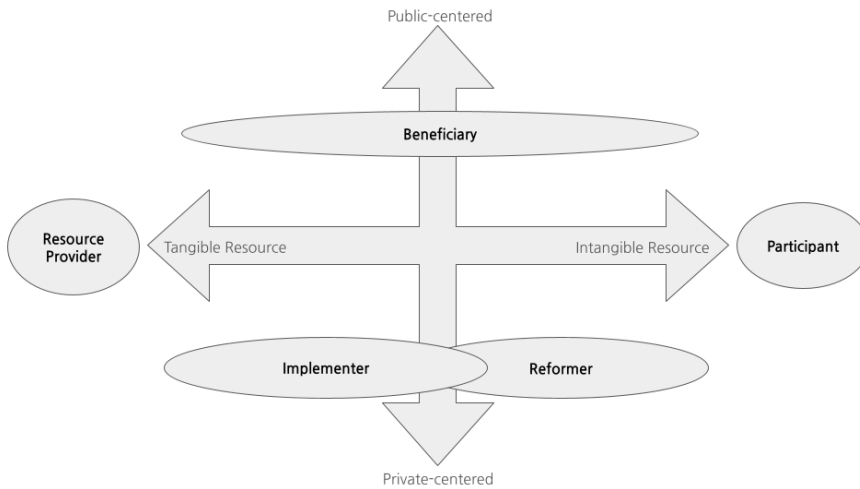 Public-centered
Beneficiary
Resource
Provider
Tangible Resource
Intangible Resource
Participant
Implementer
Reformer
Private-centered